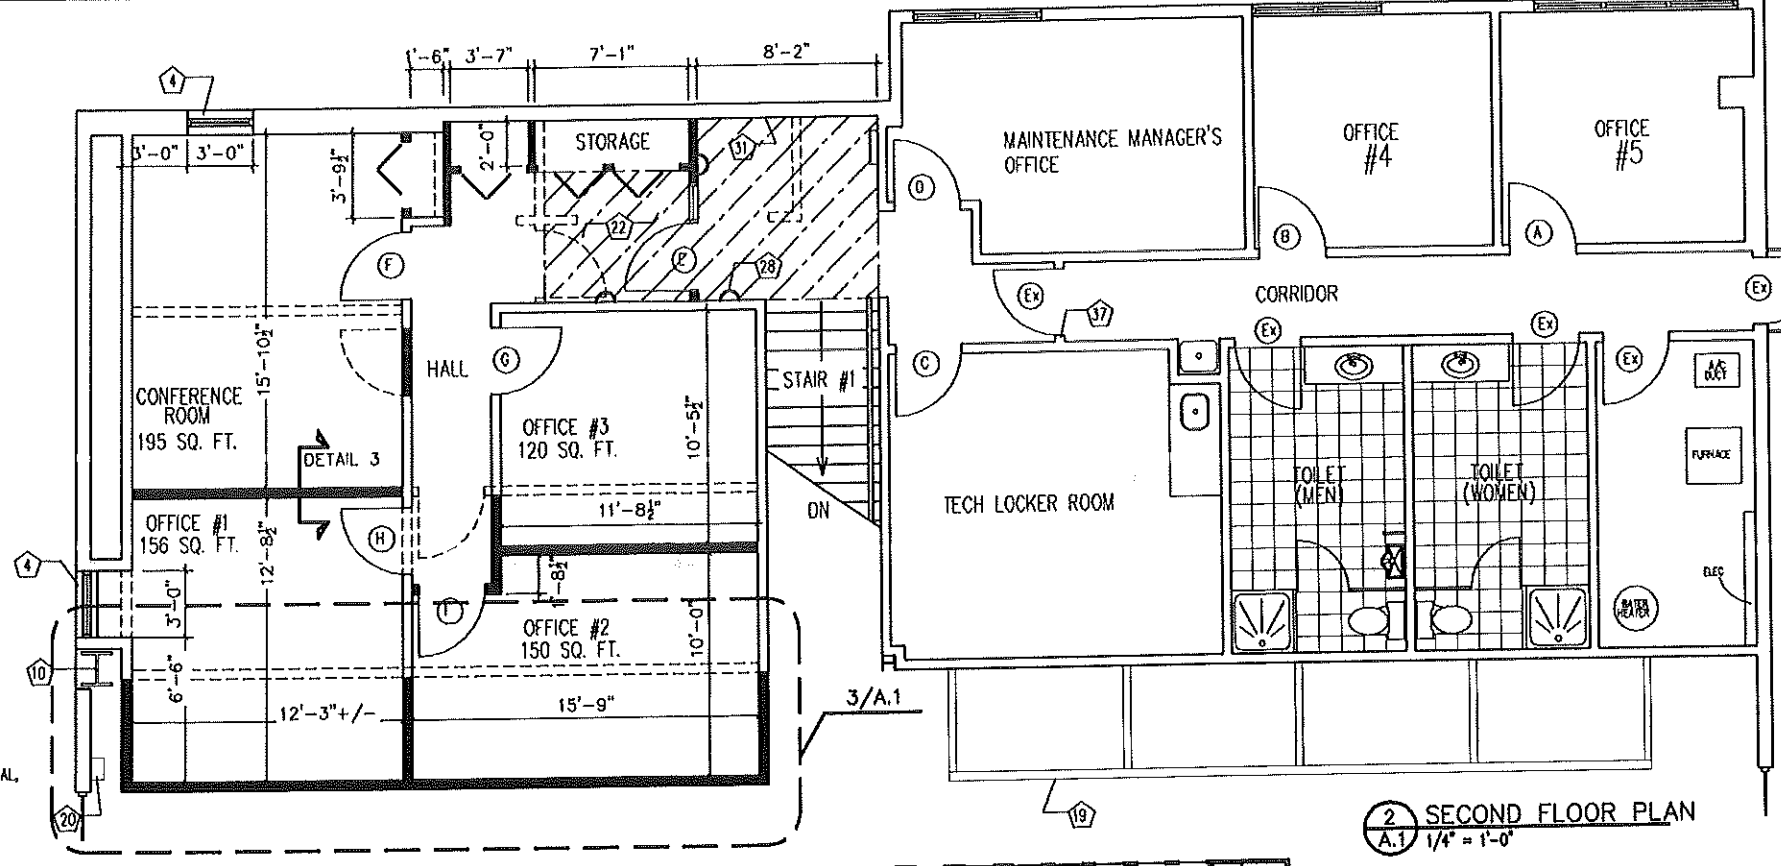 1'-6" 3'-7" 7'-1" 8'-2"
4
3'-0" 3'-0"
3'-9½"
2'-0"
STORAGE
31
MAINTENANCE MANAGER'S
OFFICE
OFFICE
#4
OFFICE
#5
D
B
A
22
E
28
F
Ex
CORRIDOR
Ex
37
Ex
Ex
Ex
HALL
G
C
STAIR #1
A/C
DUCT
CONFERENCE
ROOM
195 SQ. FT.
15'-10½"
DETAIL 3
OFFICE #3
120 SQ. FT.
10'-5½"
FURNACE
TOILET
(MEN)
TOILET
(WOMEN)
11'-8½"
DN
TECH LOCKER ROOM
OFFICE #1
156 SQ. FT.
12'-8½"
H
4
3'-0"
1'-8½"
ELEC
I
OFFICE #2
150 SQ. FT.
10'-0"
WATER
HEATER
10
6'-6"
12'-3"+/-
15'-9"
3/A.1
AL,
20
19
2
A.1
SECOND FLOOR PLAN
1/4" = 1'-0"